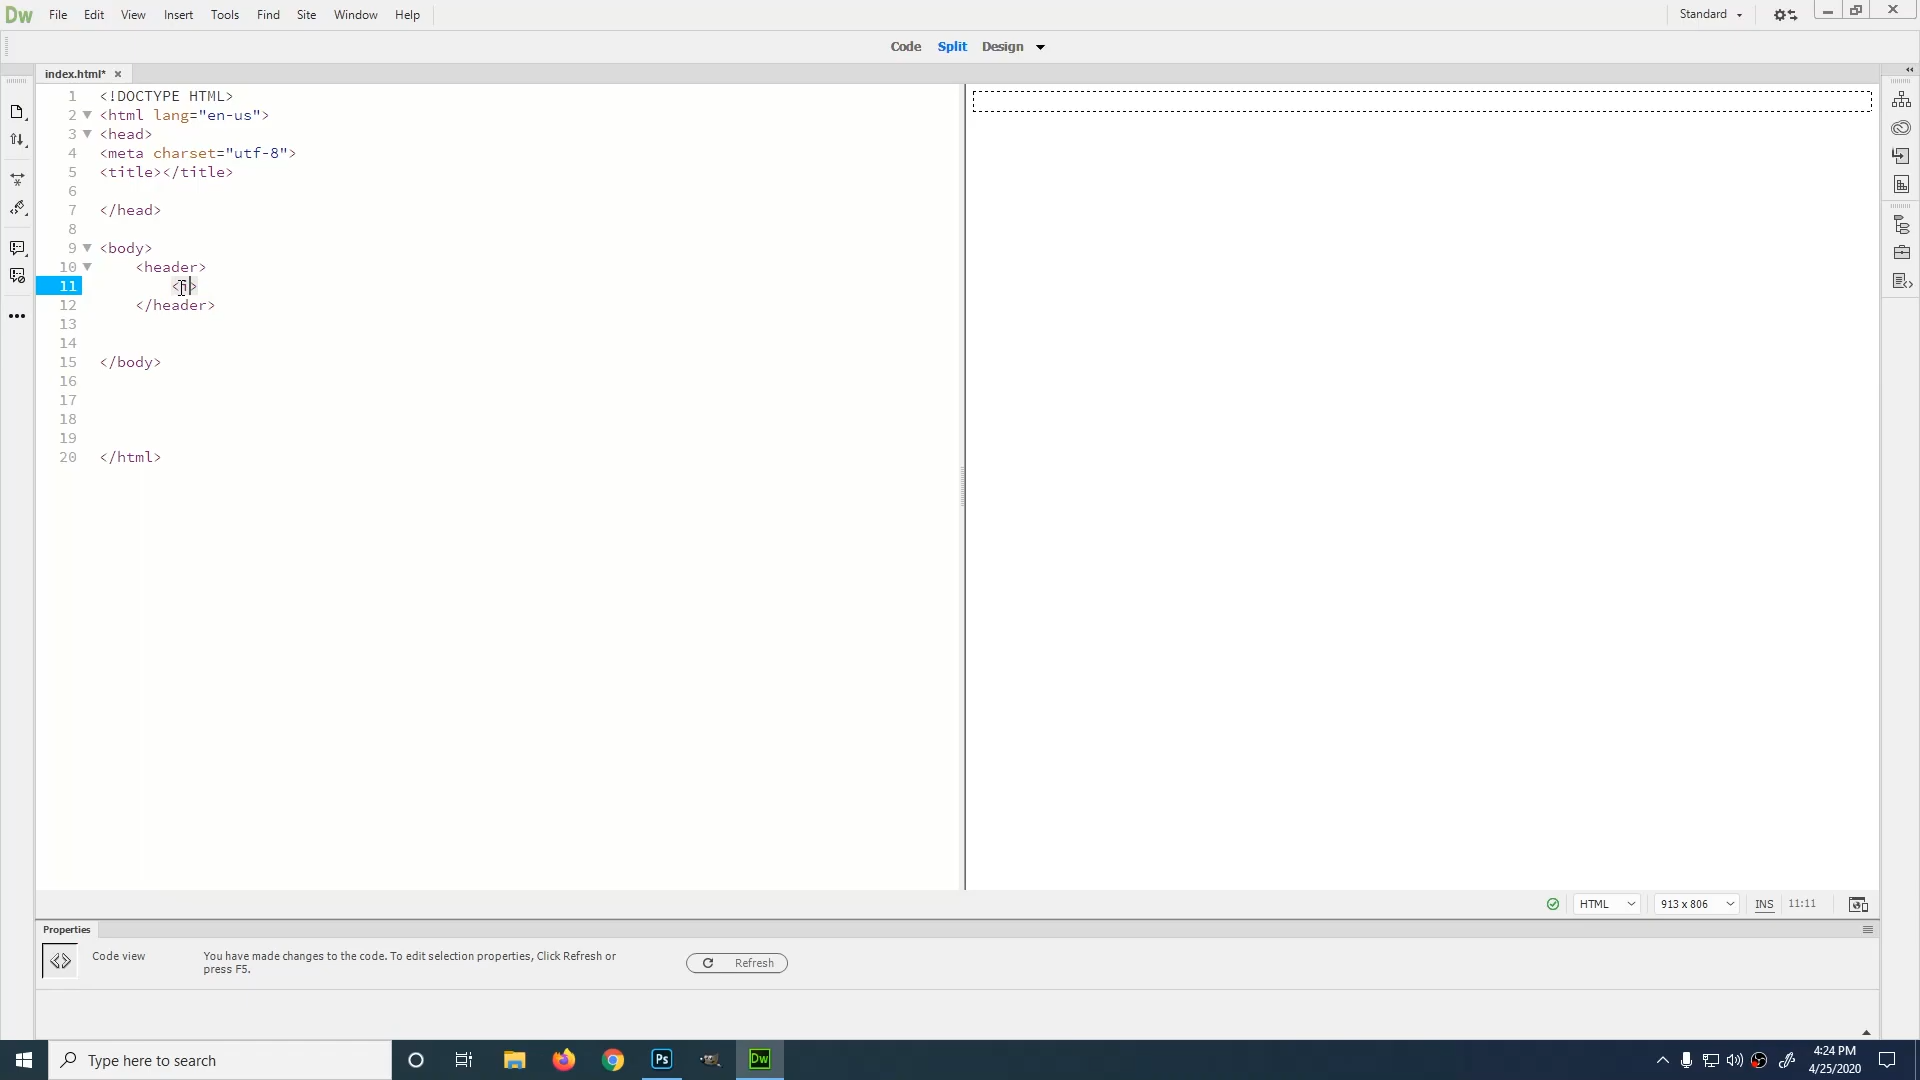 Dw File Edit View Insert Tools Find Site Window Help Standard
Code Split Design
index.html*
1 <!DOCTYPE HTML>
2 <html lang="en-us">
3 <head>
4 <meta charset="utf-8">
5 <title></title>
6
7 </head>
8
9 <body>
10 <header>
11
12 </header>
13
14
15 </body>
16
17
18
19
20 </html>
HTML 913 x 806 INS 11:11
Properties
Code view You have made changes to the code. To edit selection properties, Click Refresh or
press F5.
Refresh
Type here to search Ps Dw
4:24 PM
4/25/2020